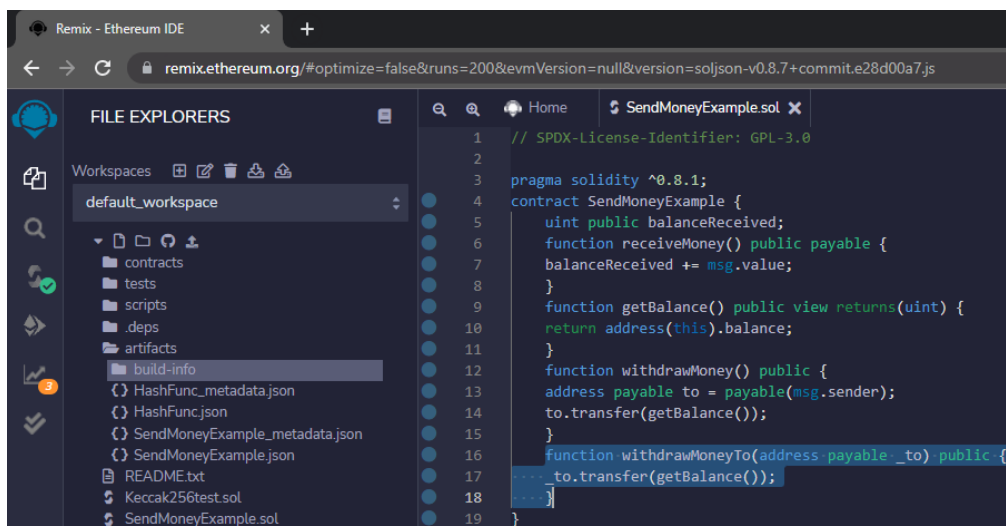 Remix - Ethereum IDE
remix.ethereum.org/#optimize=false&runs=200&evmVersion=null&version=soljson-v0.8.7+commit.e28d00a7.js
FILE EXPLORERS
Workspaces
default_workspace
contracts
tests
scripts
.deps
artifacts
build-info
{} HashFunc_metadata.json
{} HashFunc.json
{} SendMoneyExample_metadata.json
{} SendMoneyExample.json
README.txt
Keccak256test.sol
SendMoneyExample.sol
3
Home
SendMoneyExample.sol
1 // SPDX-License-Identifier: GPL-3.0
2
3 pragma solidity ^0.8.1;
4 contract SendMoneyExample {
5 uint public balanceReceived;
6 function receiveMoney() public payable {
7 balanceReceived += msg.value;
8 }
9 function getBalance() public view returns(uint) {
10 return address(this).balance;
11 }
12 function withdrawMoney() public {
13 address payable to = payable(msg.sender);
14 to.transfer(getBalance());
15 }
16 function withdrawMoneyTo(address payable _to) public {
17 _to.transfer(getBalance());
18 }
19 }